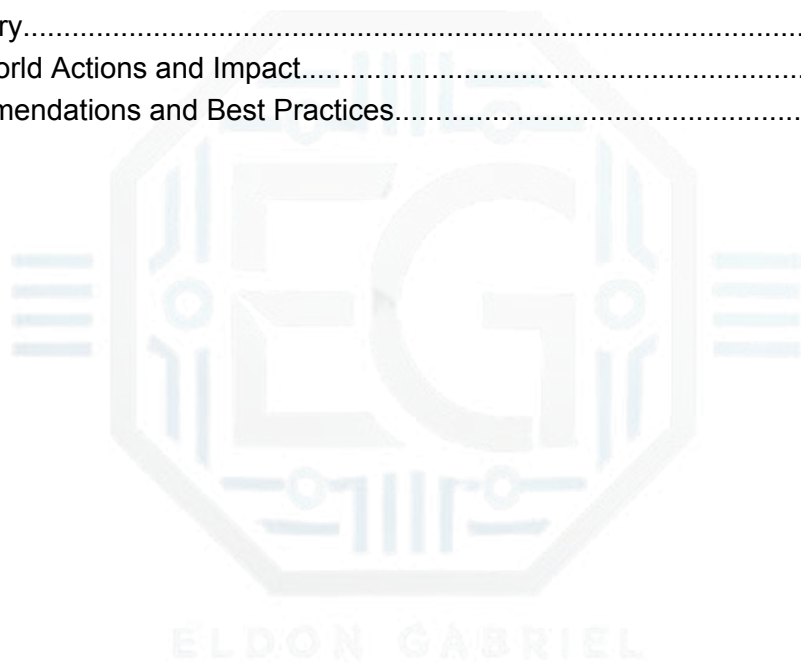 ry....................................................................................................
orld Actions and Impact.............................................................
mendations and Best Practices..................................................
EG
ELDON GABRIEL